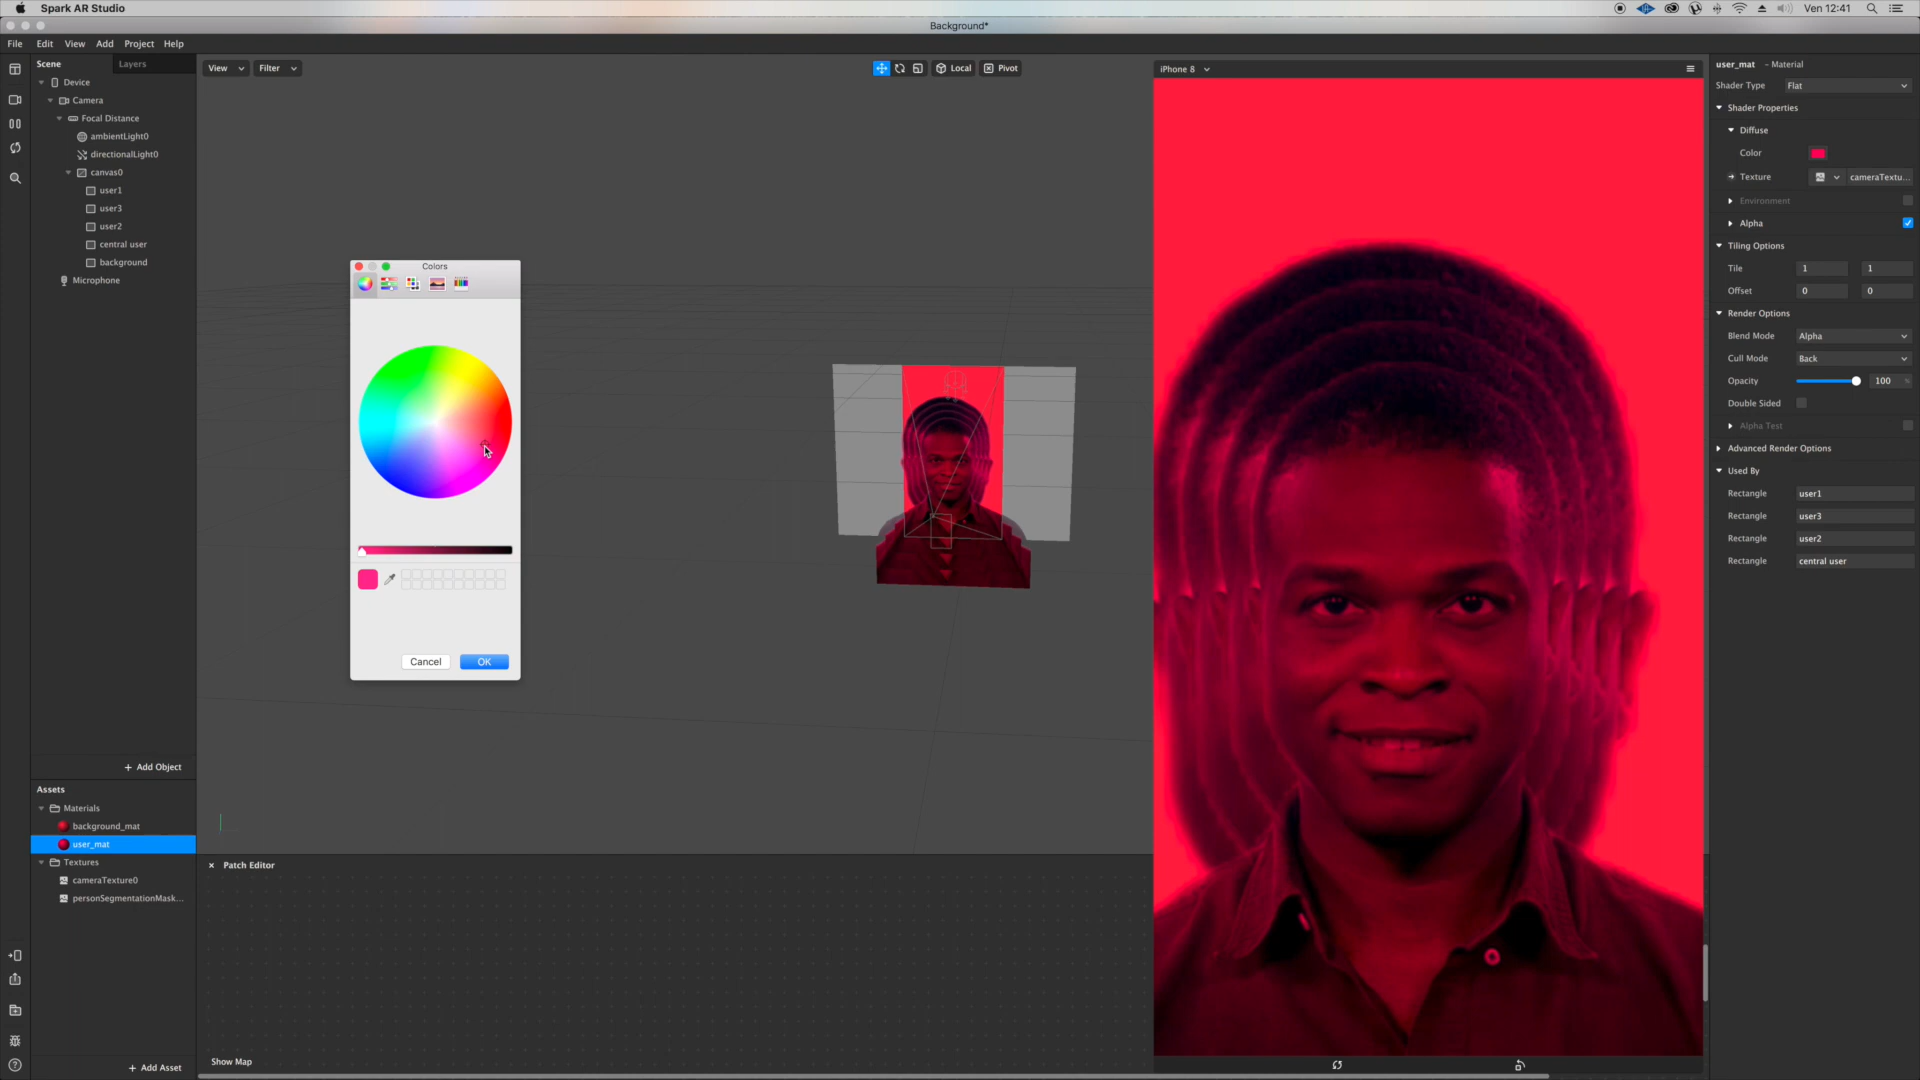 Spark AR Studio
Ven 12:41
Background*
File Edit View Add Project Help
Scene Layers
Device
Camera
Focal Distance
ambientLight0
directionalLight0
canvas0
user1
user3
user2
central user
background
Microphone
+ Add Object
Assets
Materials
background_mat
user_mat
Textures
cameraTexture0
personSegmentationMask...
+ Add Asset
View Filter
Local Pivot
Colors
Cancel OK
Patch Editor
Show Map
iPhone 8
user_mat - Material
Shader Type Flat
Shader Properties
Diffuse
Color
Texture cameraTextu...
Environment
Alpha
Tiling Options
Tile 1 1
Offset 0 0
Render Options
Blend Mode Alpha
Cull Mode Back
Opacity 100 %
Double Sided
Alpha Test
Advanced Render Options
Used By
Rectangle user1
Rectangle user3
Rectangle user2
Rectangle central user